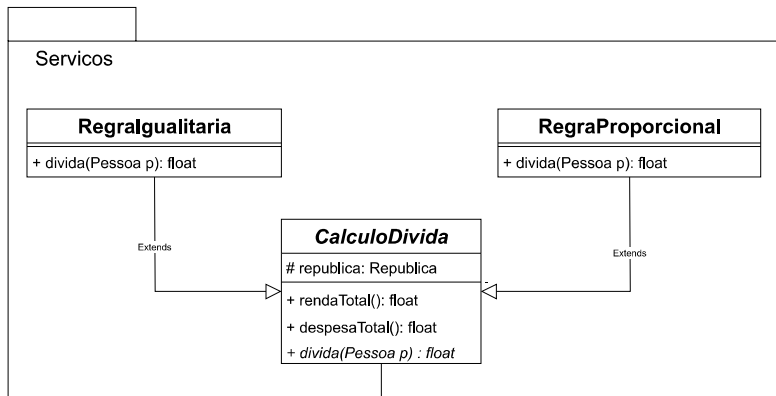 Servicos
RegraIgualitaria
+ divida(Pessoa p): float
RegraProporcional
+ divida(Pessoa p): float
Extends
Extends
CalculoDivida
# republica: Republica
-
+ rendaTotal(): float
+ despesaTotal(): float
+ divida(Pessoa p) : float